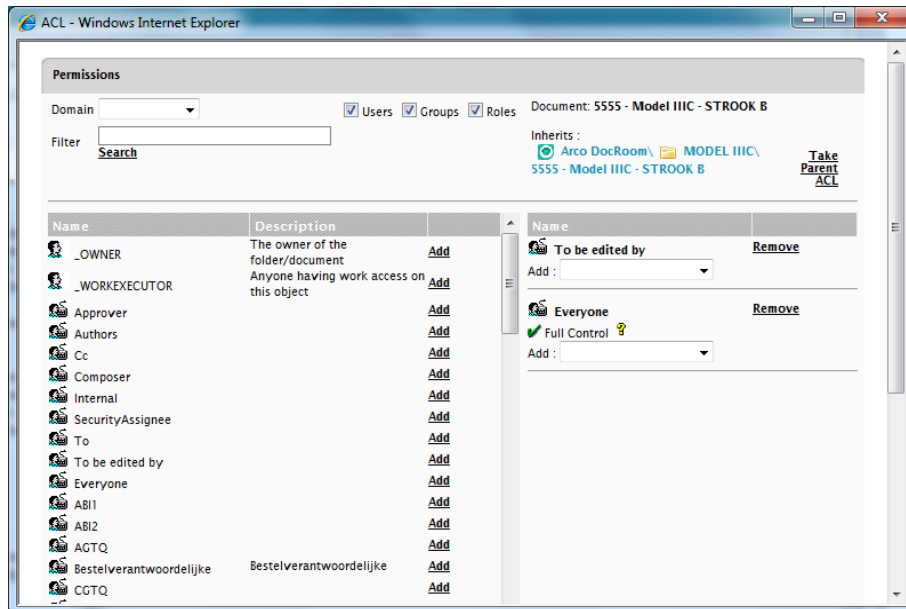 ACL - Windows Internet Explorer
Permissions
Domain
Users Groups Roles
Filter
Search
Document: 5555 - Model IIIC - STROOK B
Inherits :
Arco DocRoom\ MODEL IIIC\
5555 - Model IIIC - STROOK B
Take
Parent
ACL
Name Description
_OWNER The owner of the
folder/document Add
_WORKEXECUTOR Anyone having work access on
this object Add
Approver Add
Authors Add
Cc Add
Composer Add
Internal Add
SecurityAssignee Add
To Add
To be edited by Add
Everyone Add
ABI1 Add
ABI2 Add
AGTQ Add
Bestelverantwoordelijke Bestelverantwoordelijke Add
CGTQ Add
Name
To be edited by Remove
Add :
Everyone Remove
Full Control
Add :